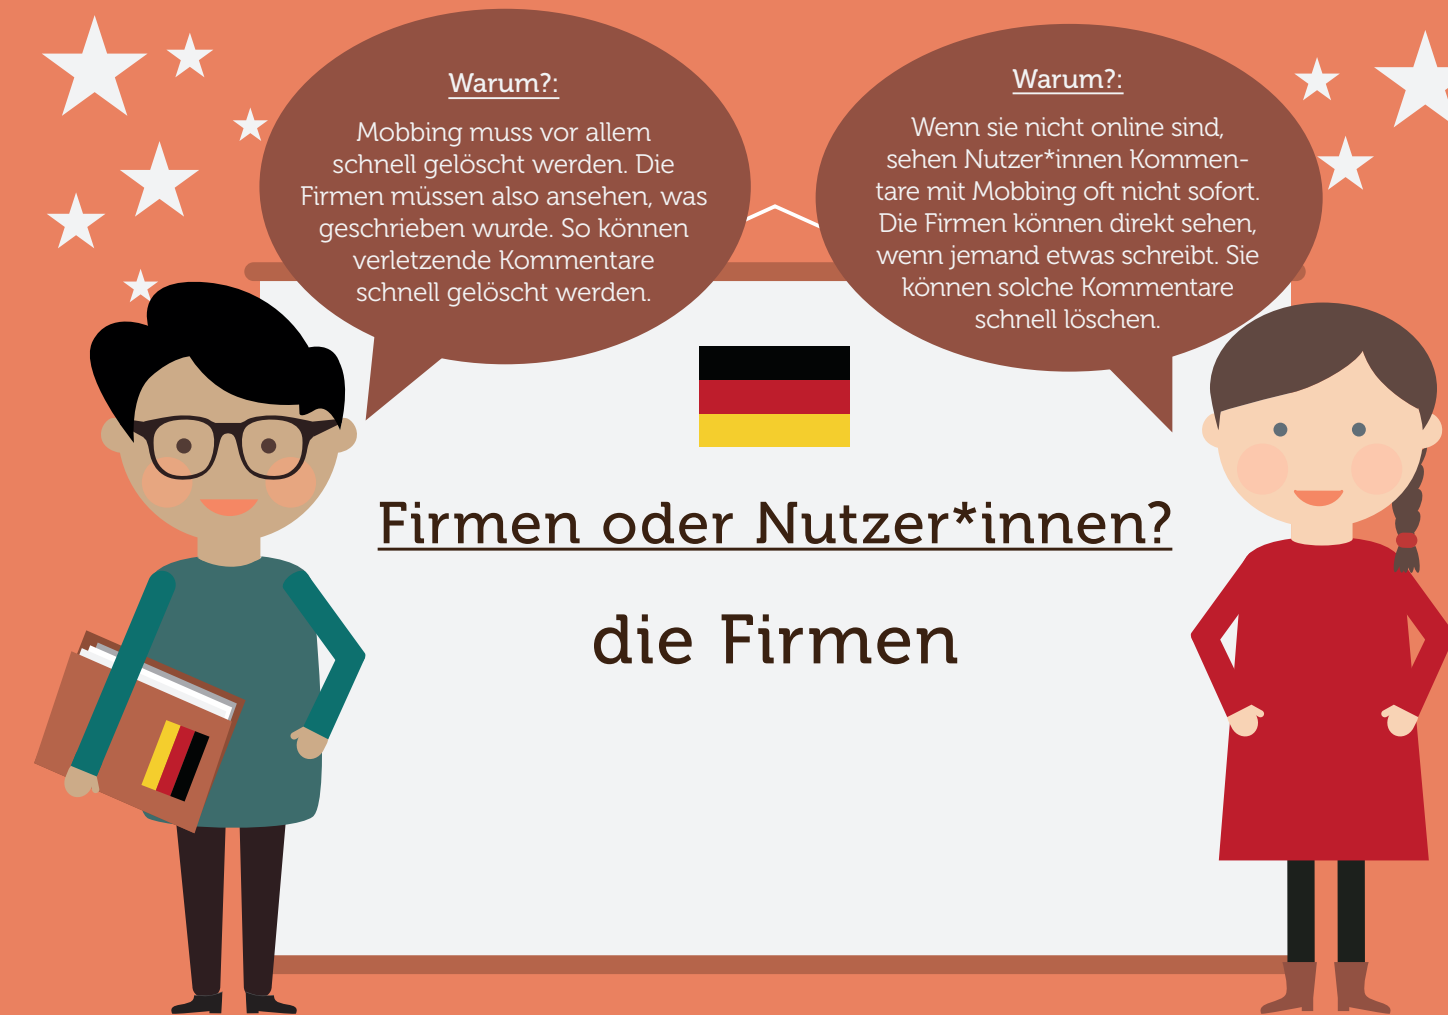 Warum?:
Mobbing muss vor allem
schnell gelöscht werden. Die
Firmen müssen also ansehen, was
geschrieben wurde. So können
verletzende Kommentare
schnell gelöscht werden.
Warum?:
Wenn sie nicht online sind,
sehen Nutzer*innen Kommen-
tare mit Mobbing oft nicht sofort.
Die Firmen können direkt sehen,
wenn jemand etwas schreibt. Sie
können solche Kommentare
schnell löschen.
Firmen oder Nutzer*innen?
die Firmen